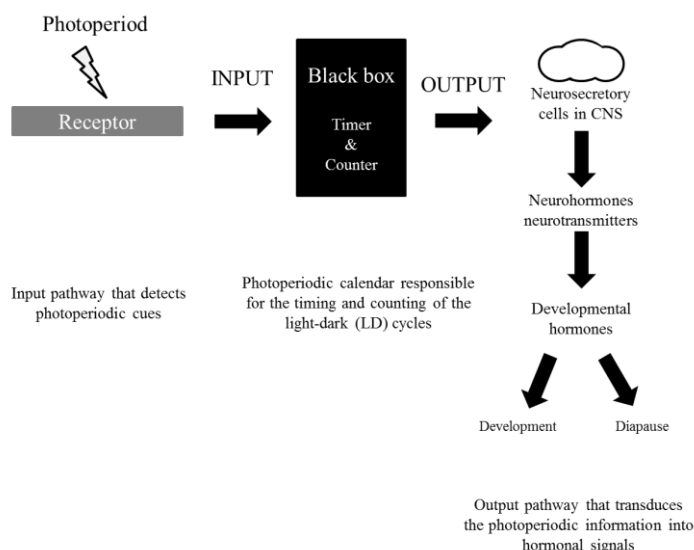 Photoperiod
Receptor
INPUT
Black box
Timer
&
Counter
OUTPUT
Neurosecretory
cells in CNS
Neurohormones
neurotransmitters
Developmental
hormones
Development
Diapause
Input pathway that detects
photoperiodic cues
Photoperiodic calendar responsible
for the timing and counting of the
light-dark (LD) cycles
Output pathway that transduces
the photoperiodic information into
hormonal signals